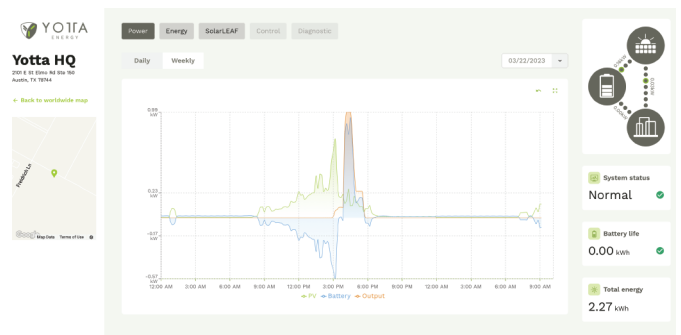 YOTTA
ENERGY
Yotta HQ
2101 E St Elmo Rd Ste 150
Austin, TX 78744
← Back to worldwide map
Freidrich Ln
Google
Map Data Terms of Use
Power Energy SolarLEAF Control Diagnostic
Daily Weekly
03/22/2023
0.99
kW
0.23
kW
-0.17
kW
-0.57
kW
12:00 AM 3:00 AM 6:00 AM 9:00 AM 12:00 PM 3:00 PM 6:00 PM 9:00 PM 12:00 AM 3:00 AM 6:00 AM 9:00 AM
PV Battery Output
System status
Normal
Battery life
0.00 kWh
Total energy
2.27 kWh